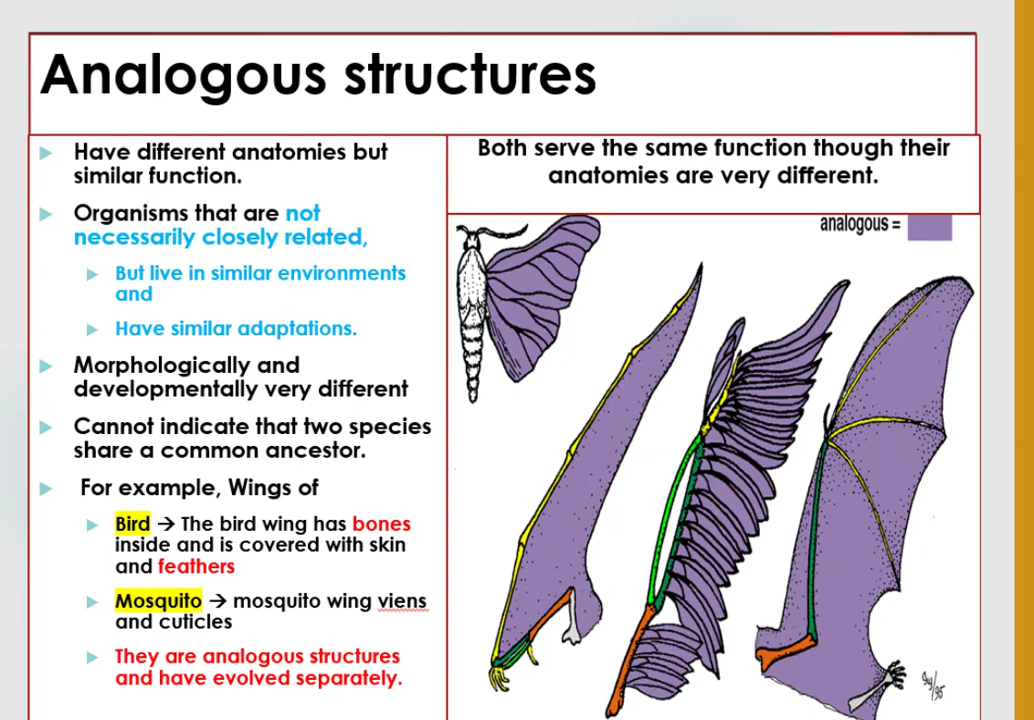 Analogous structures
Have different anatomies but
similar function.
Organisms that are not
necessarily closely related,
But live in similar environments
and
Have similar adaptations.
Morphologically and
developmentally very different
Cannot indicate that two species
share a common ancestor.
For example, Wings of
Bird → The bird wing has bones
inside and is covered with skin
and feathers
Mosquito → mosquito wing viens
and cuticles
They are analogous structures
and have evolved separately.
Both serve the same function though their
anatomies are very different.
analogous =